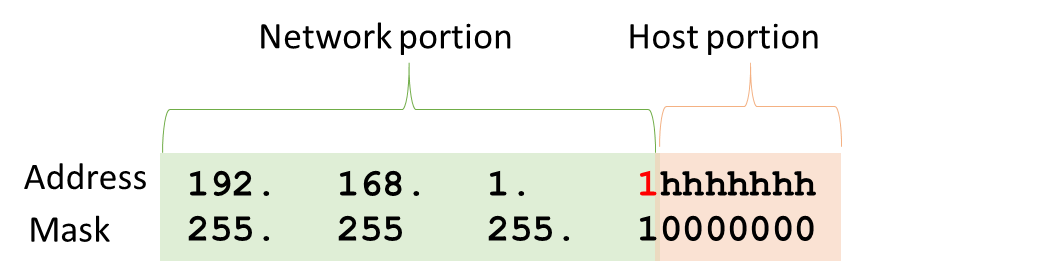 Network portion Host portion
Address 192. 168. 1. 1hhhhhhh
Mask 255. 255 255. 10000000